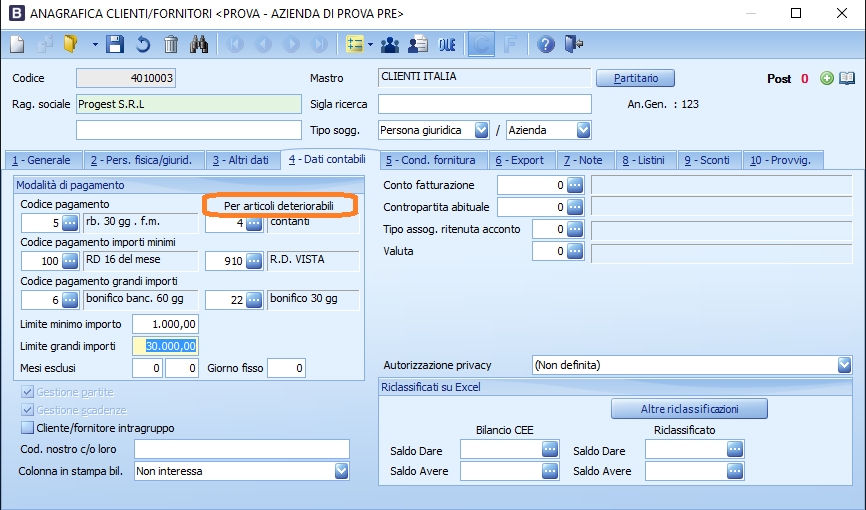 ANAGRAFICA CLIENTI/FORNITORI <PROVA - AZIENDA DI PROVA PRE>
Codice 4010003 Mastro CLIENTI ITALIA Partitario Post 0
Rag. sociale Progest S.R.L Sigla ricerca An.Gen. : 123
Tipo sogg. Persona giuridica / Azienda
1 - Generale 2 - Pers. fisica/giurid. 3 - Altri dati 4 - Dati contabili 5 - Cond. fornitura 6 - Export 7 - Note 8 - Listini 9 - Sconti 10 - Provvig.
Modalità di pagamento
Codice pagamento Per articoli deteriorabili
5 rb. 30 gg . f.m. 4 contanti
Codice pagamento importi minimi
100 RD 16 del mese 910 R.D. VISTA
Codice pagamento grandi importi
6 bonifico banc. 60 gg 22 bonifico 30 gg
Limite minimo importo 1.000,00
Limite grandi importi 30.000,00
Mesi esclusi 0 0 Giorno fisso 0
Gestione partite
Gestione scadenze
Cliente/fornitore intragruppo
Cod. nostro c/o loro
Colonna in stampa bil. Non interessa
Conto fatturazione 0
Contropartita abituale 0
Tipo assog. ritenuta acconto 0
Valuta 0
Autorizzazione privacy (Non definita)
Riclassificati su Excel
Altre riclassificazioni
Bilancio CEE Riclassificato
Saldo Dare Saldo Dare
Saldo Avere Saldo Avere